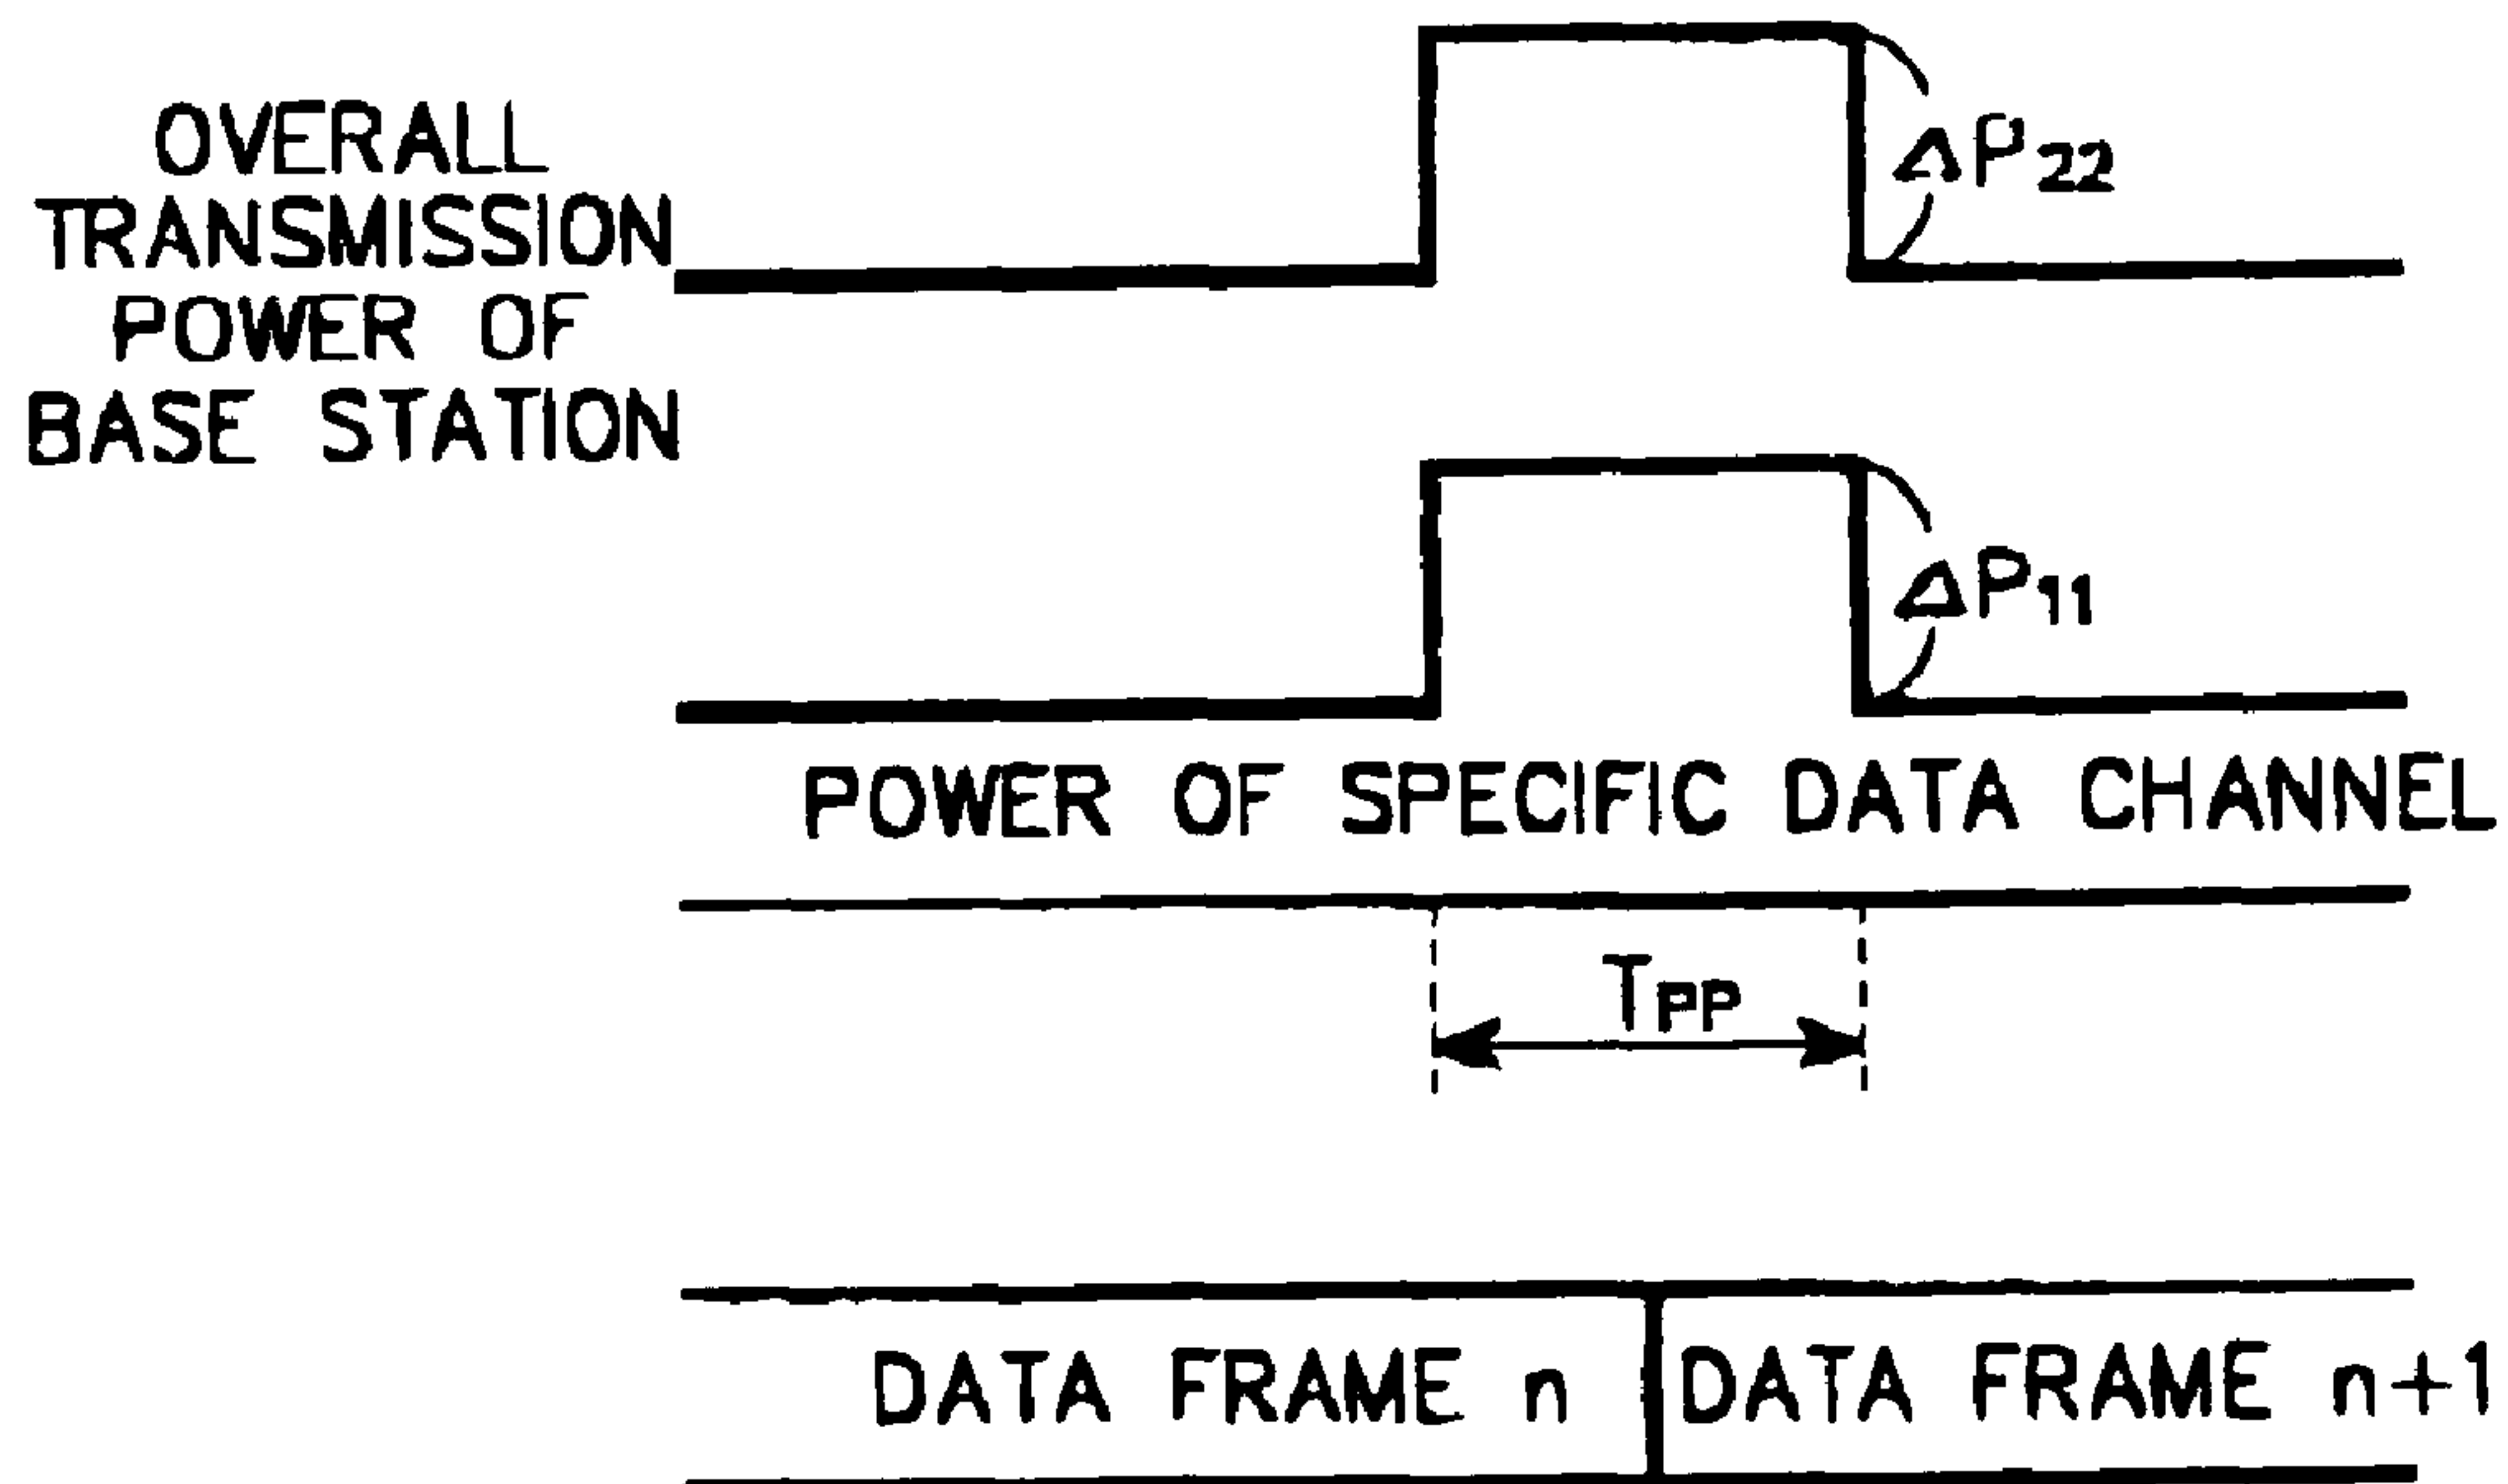 OVERALL
TRANSMISSION
POWER OF
BASE STATION
ΔP22
ΔP11
POWER OF SPECIFIC DATA CHANNEL
TPP
DATA FRAME n
DATA FRAME n+1